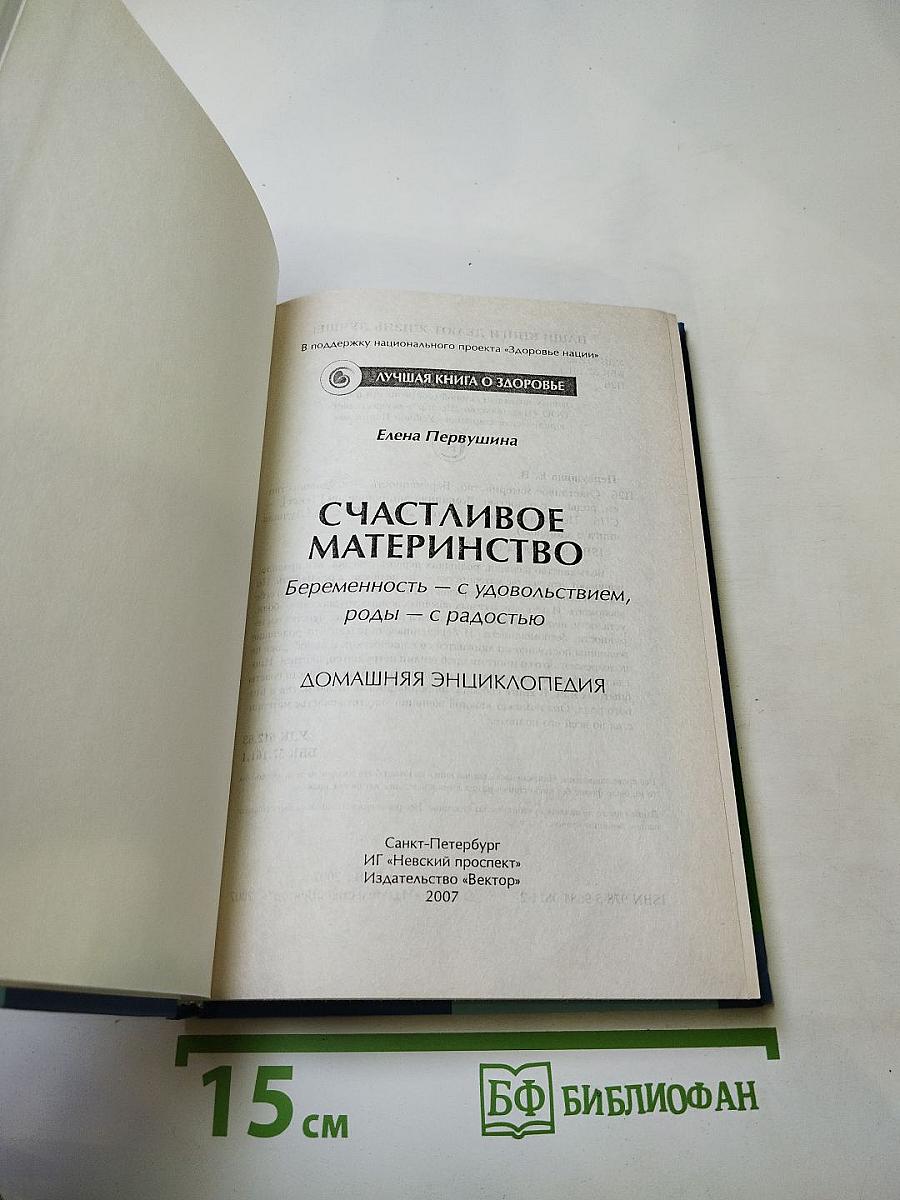 В поддержку национального проекта «Здоровье нации»
ЛУЧШАЯ КНИГА О ЗДОРОВЬЕ
Елена Первушина
СЧАСТЛИВОЕ
МАТЕРИНСТВО
Беременность — с удовольствием,
роды — с радостью
ДОМАШНЯЯ ЭНЦИКЛОПЕДИЯ
Санкт-Петербург
ИГ «Невский проспект»
Издательство «Вектор»
2007
15 см
БФ БИБЛИОФАН